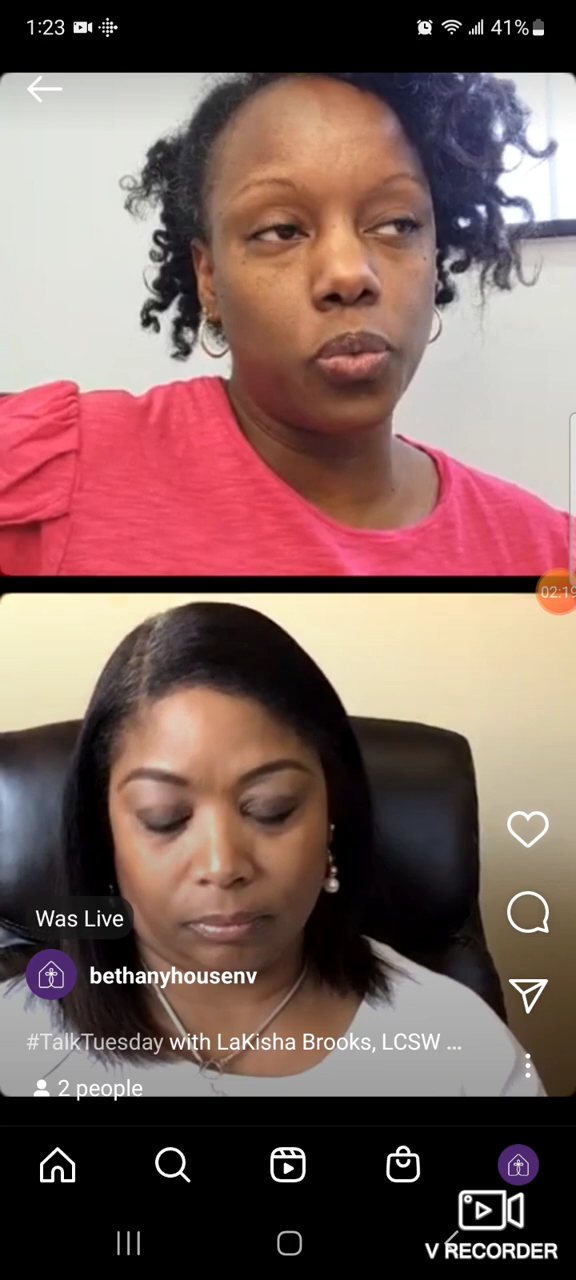 1:23 41%
02:19
Was Live
bethanyhousenv
#TalkTuesday with LaKisha Brooks, LCSW ...
2 people
V RECORDER